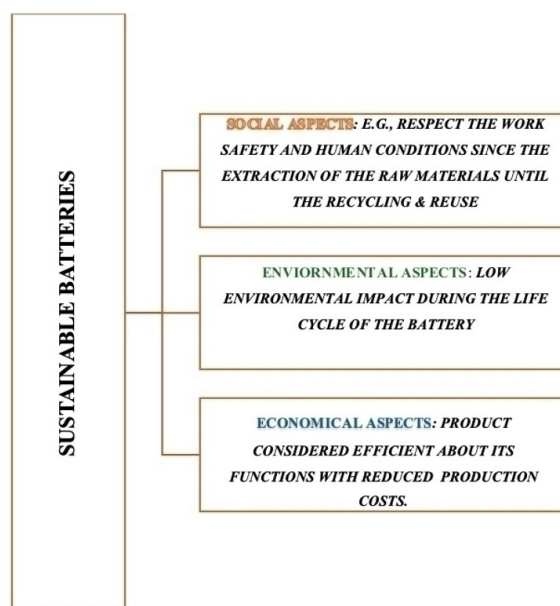 SUSTAINABLE BATTERIES
SOCIAL ASPECTS: E.G., RESPECT THE WORK
SAFETY AND HUMAN CONDITIONS SINCE THE
EXTRACTION OF THE RAW MATERIALS UNTIL
THE RECYCLING & REUSE
ENVIORNMENTAL ASPECTS: LOW
ENVIRONMENTAL IMPACT DURING THE LIFE
CYCLE OF THE BATTERY
ECONOMICAL ASPECTS: PRODUCT
CONSIDERED EFFICIENT ABOUT ITS
FUNCTIONS WITH REDUCED PRODUCTION
COSTS.